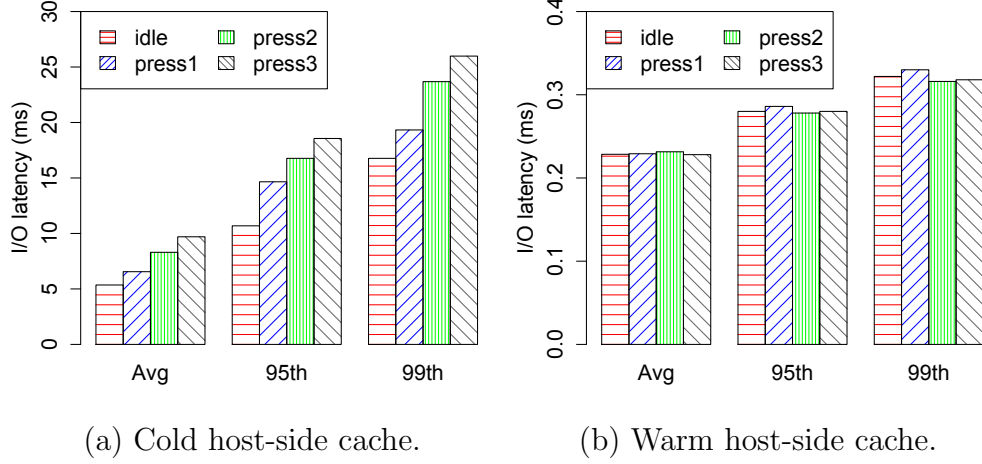 I/O latency (ms)
0 5 10 15 20 25 30
idle press2
press1 press3
Avg 95th 99th
(a) Cold host-side cache.
I/O latency (ms)
0.0 0.1 0.2 0.3 0.4
idle press2
press1 press3
Avg 95th 99th
(b) Warm host-side cache.